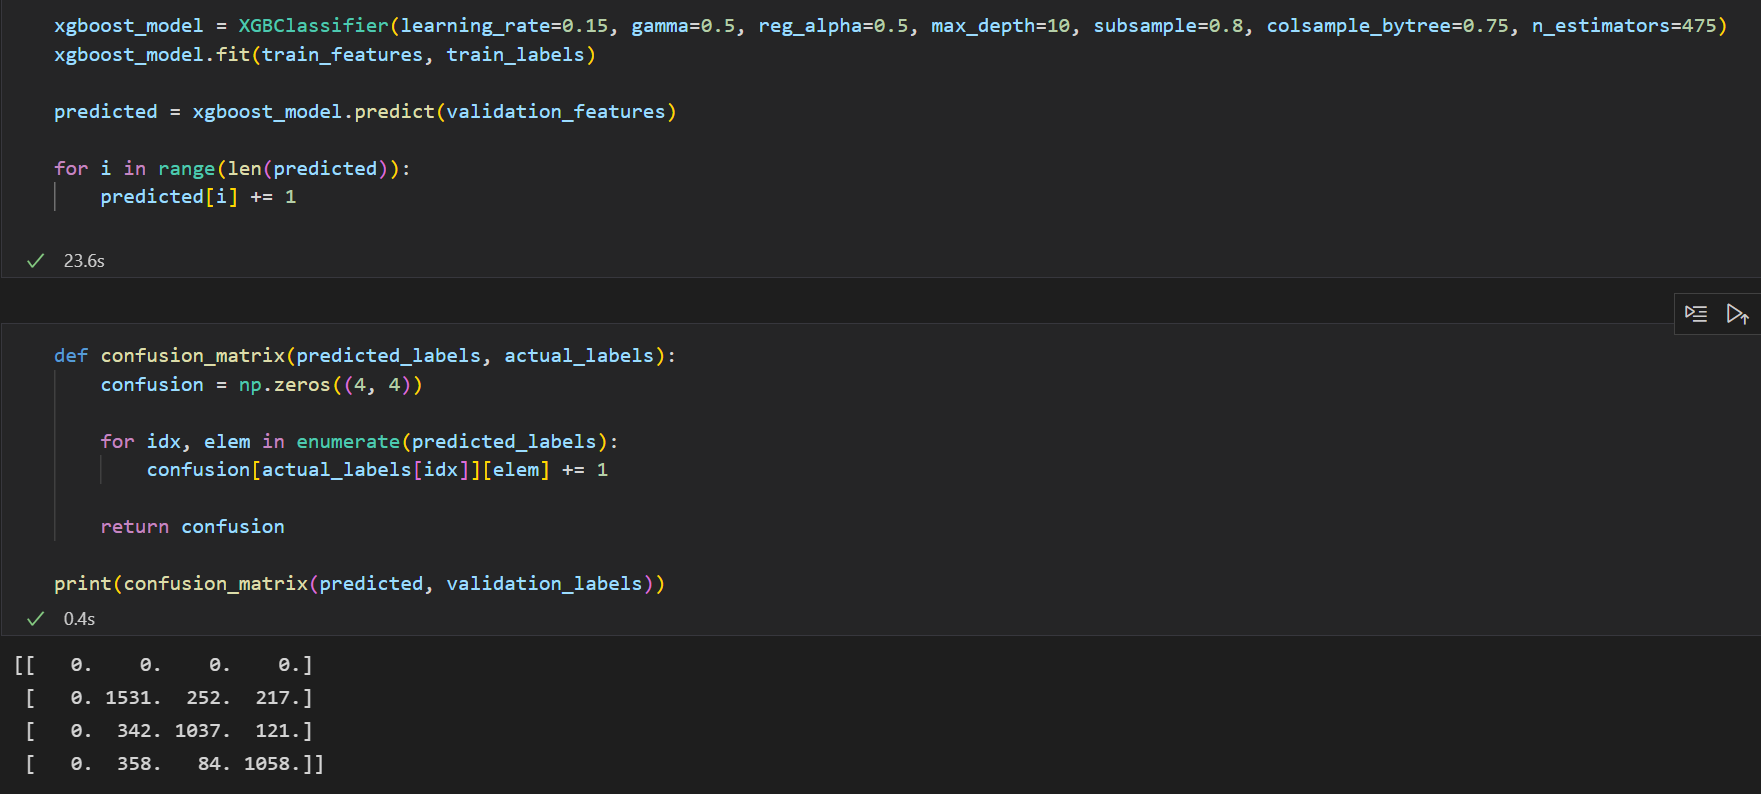 xgboost_model = XGBClassifier(learning_rate=0.15, gamma=0.5, reg_alpha=0.5, max_depth=10, subsample=0.8, colsample_bytree=0.75, n_estimators=475)
xgboost_model.fit(train_features, train_labels)
predicted = xgboost_model.predict(validation_features)
for i in range(len(predicted)):
    predicted[i] += 1
23.6s
def confusion_matrix(predicted_labels, actual_labels):
    confusion = np.zeros((4, 4))
    for idx, elem in enumerate(predicted_labels):
        confusion[actual_labels[idx]][elem] += 1
    return confusion
print(confusion_matrix(predicted, validation_labels))
0.4s
[[   0.    0.    0.    0.]
 [   0. 1531.  252.  217.]
 [   0.  342. 1037.  121.]
 [   0.  358.   84. 1058.]]